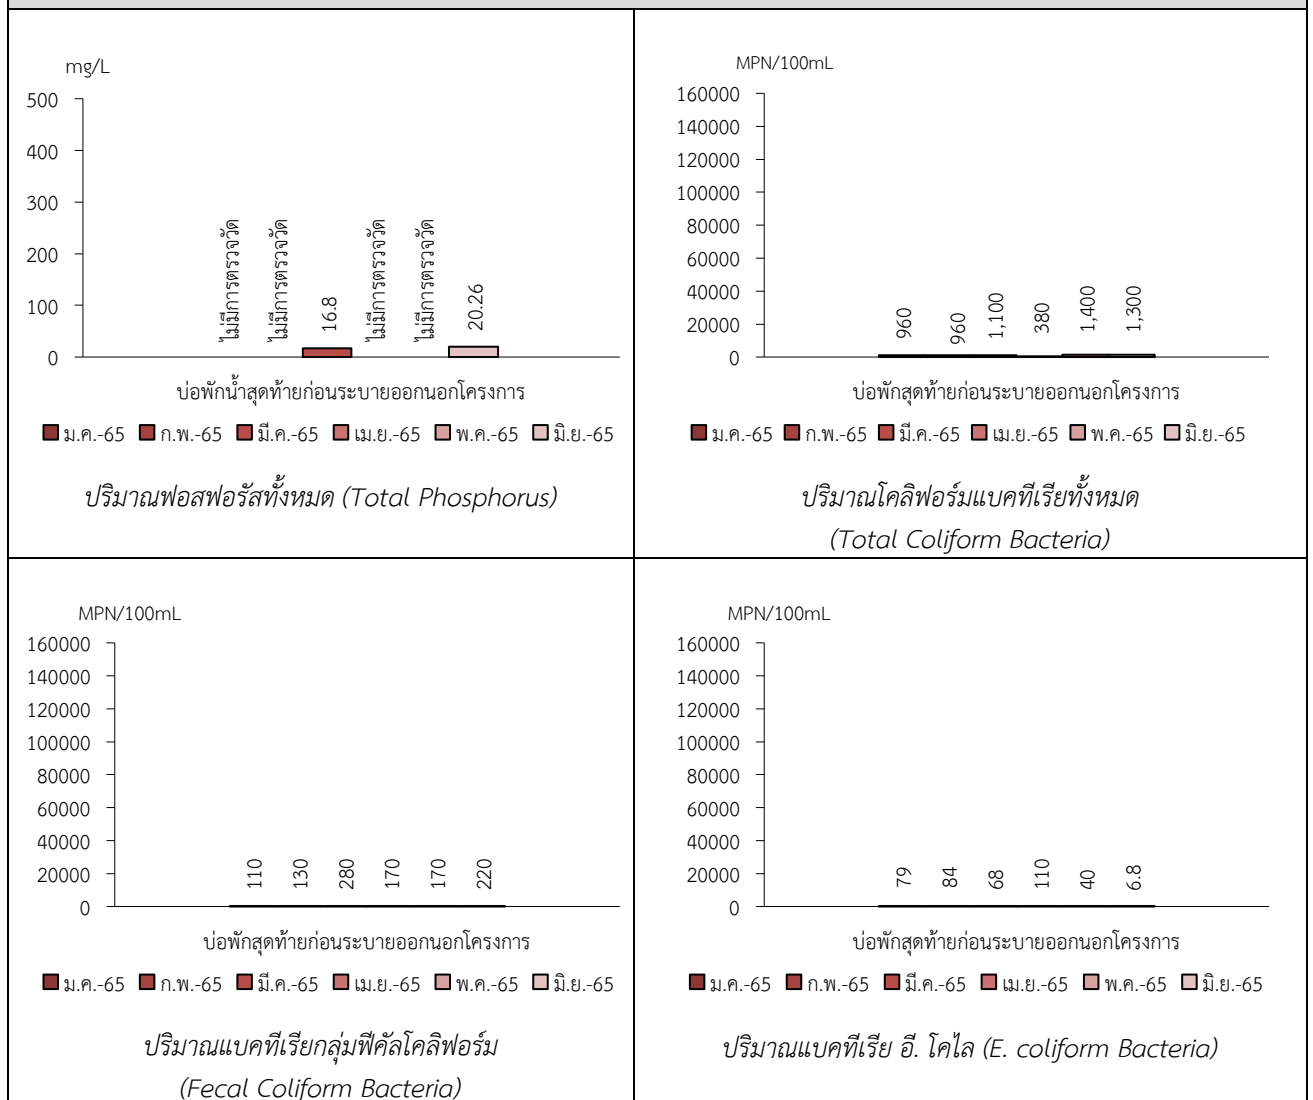 mg/L
500
400
300
200
100
0
ไม่มีการตรวจวัด
ไม่มีการตรวจวัด
16.8
ไม่มีการตรวจวัด
ไม่มีการตรวจวัด
20.26
บ่อพักน้ำสุดท้ายก่อนระบายออกนอกโครงการ
ม.ค.-65 ก.พ.-65 มี.ค.-65 เม.ย.-65 พ.ค.-65 มิ.ย.-65
ปริมาณฟอสฟอรัสทั้งหมด (Total Phosphorus)
MPN/100mL
160000
140000
120000
100000
80000
60000
40000
20000
0
960
960
1,100
380
1,400
1,300
บ่อพักสุดท้ายก่อนระบายออกนอกโครงการ
ม.ค.-65 ก.พ.-65 มี.ค.-65 เม.ย.-65 พ.ค.-65 มิ.ย.-65
ปริมาณโคลิฟอร์มแบคทีเรียทั้งหมด
(Total Coliform Bacteria)
MPN/100mL
160000
140000
120000
100000
80000
60000
40000
20000
0
110
130
280
170
170
220
บ่อพักสุดท้ายก่อนระบายออกนอกโครงการ
ม.ค.-65 ก.พ.-65 มี.ค.-65 เม.ย.-65 พ.ค.-65 มิ.ย.-65
ปริมาณแบคทีเรียกลุ่มฟีคัลโคลิฟอร์ม
(Fecal Coliform Bacteria)
MPN/100mL
160000
140000
120000
100000
80000
60000
40000
20000
0
79
84
68
110
40
6.8
บ่อพักสุดท้ายก่อนระบายออกนอกโครงการ
ม.ค.-65 ก.พ.-65 มี.ค.-65 เม.ย.-65 พ.ค.-65 มิ.ย.-65
ปริมาณแบคทีเรีย อี. โคไล (E. coliform Bacteria)